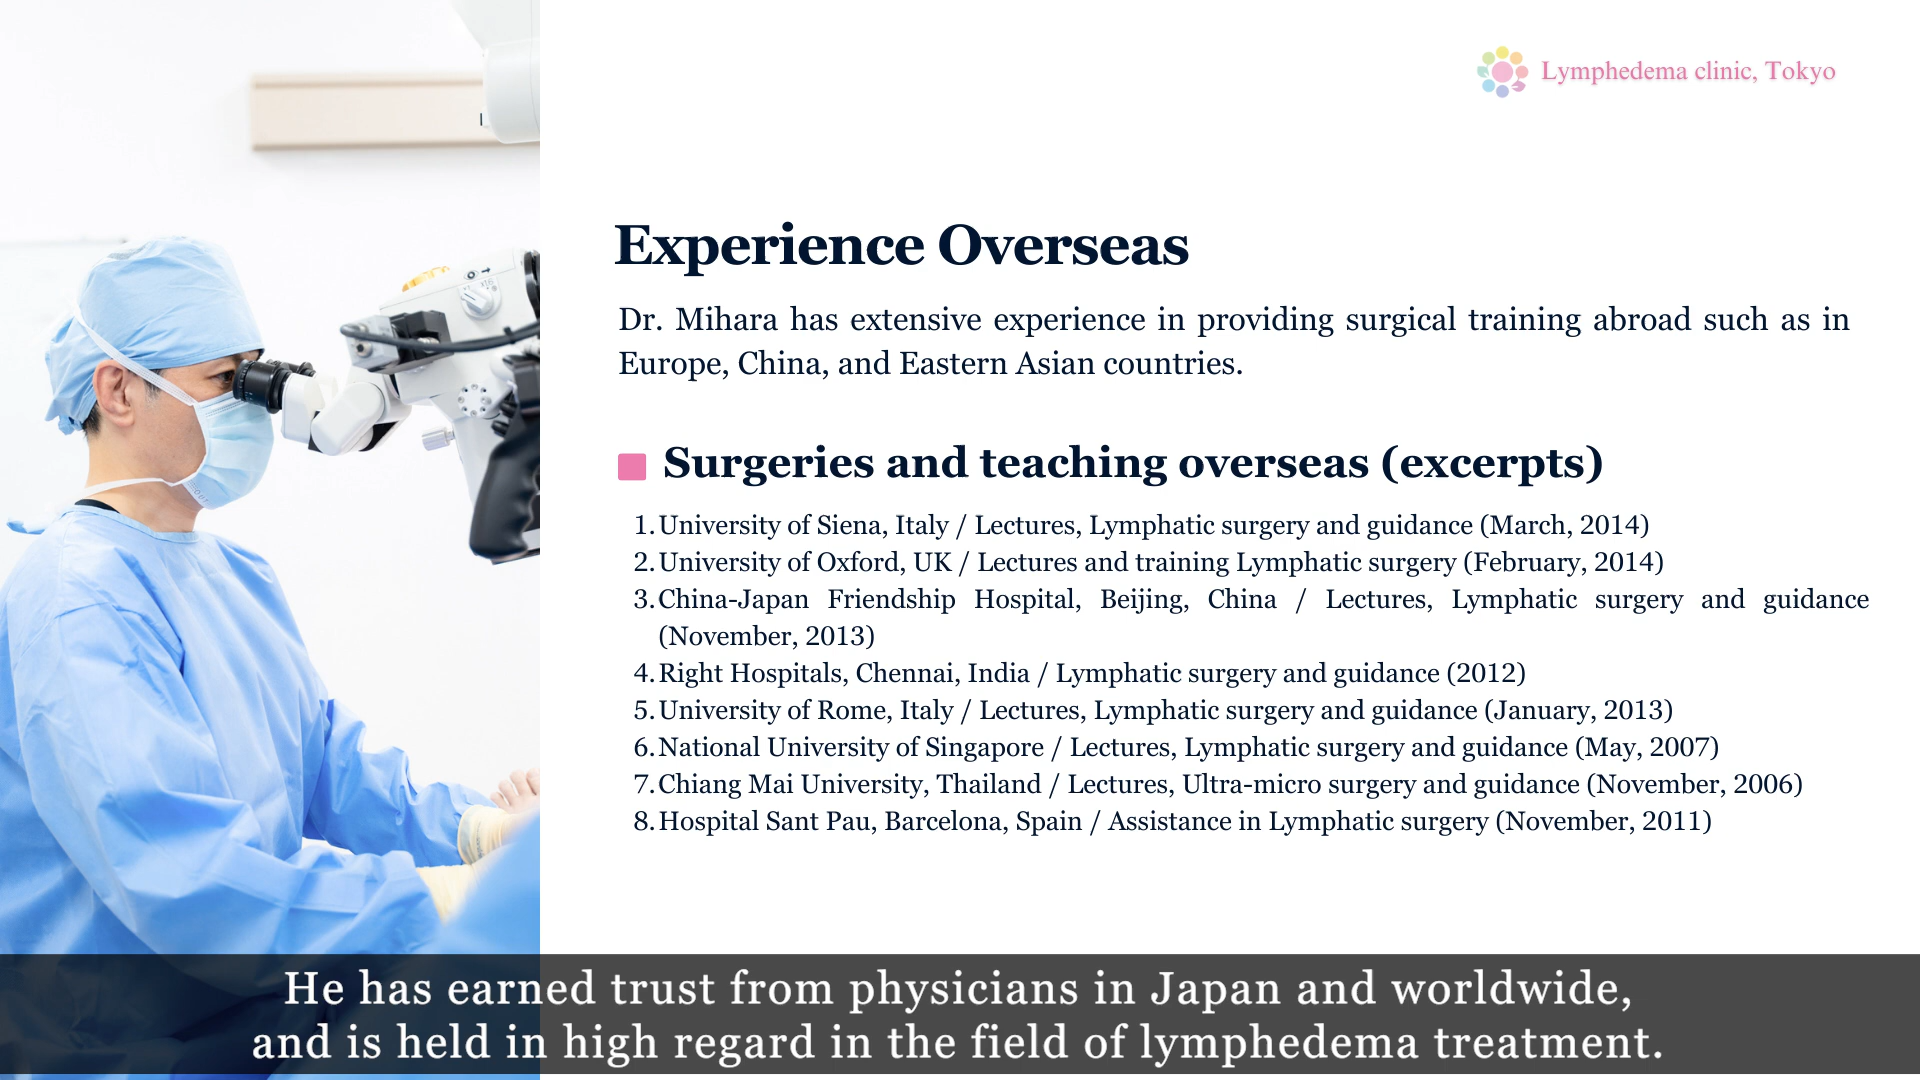 Lymphedema clinic, Tokyo
Experience Overseas
Dr. Mihara has extensive experience in providing surgical training abroad such as in
Europe, China, and Eastern Asian countries.
Surgeries and teaching overseas (excerpts)
1. University of Siena, Italy / Lectures, Lymphatic surgery and guidance (March, 2014)
2. University of Oxford, UK / Lectures and training Lymphatic surgery (February, 2014)
3. China-Japan Friendship Hospital, Beijing, China / Lectures, Lymphatic surgery and guidance
(November, 2013)
4. Right Hospitals, Chennai, India / Lymphatic surgery and guidance (2012)
5. University of Rome, Italy / Lectures, Lymphatic surgery and guidance (January, 2013)
6. National University of Singapore / Lectures, Lymphatic surgery and guidance (May, 2007)
7. Chiang Mai University, Thailand / Lectures, Ultra-micro surgery and guidance (November, 2006)
8. Hospital Sant Pau, Barcelona, Spain / Assistance in Lymphatic surgery (November, 2011)
He has earned trust from physicians in Japan and worldwide,
and is held in high regard in the field of lymphedema treatment.